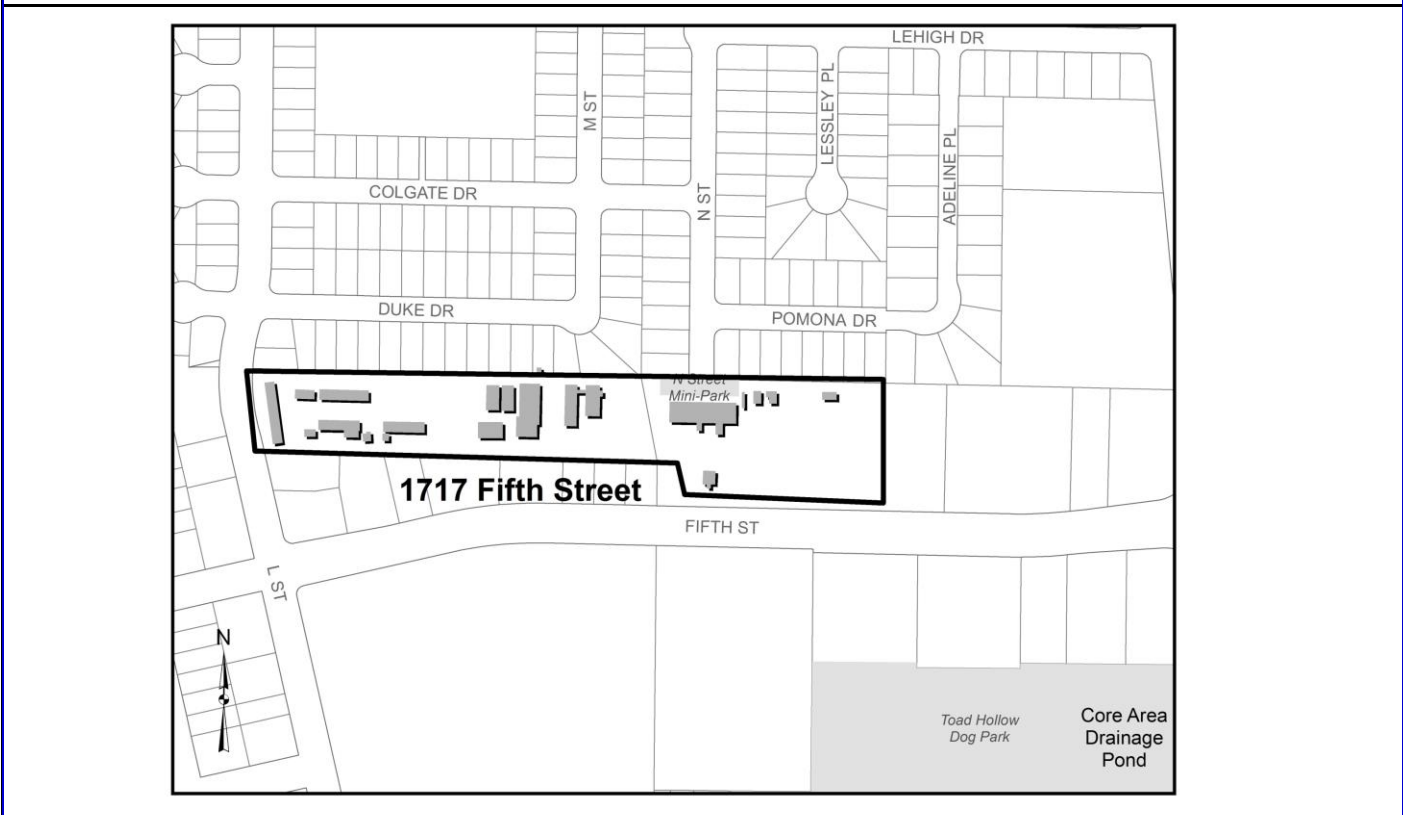 LEHIGH DR
M ST
LESSLEY PL
ADELINE PL
COLGATE DR
N ST
DUKE DR
POMONA DR
N Street
Mini-Park
1717 Fifth Street
FIFTH ST
L ST
N
Toad Hollow
Dog Park
Core Area
Drainage
Pond